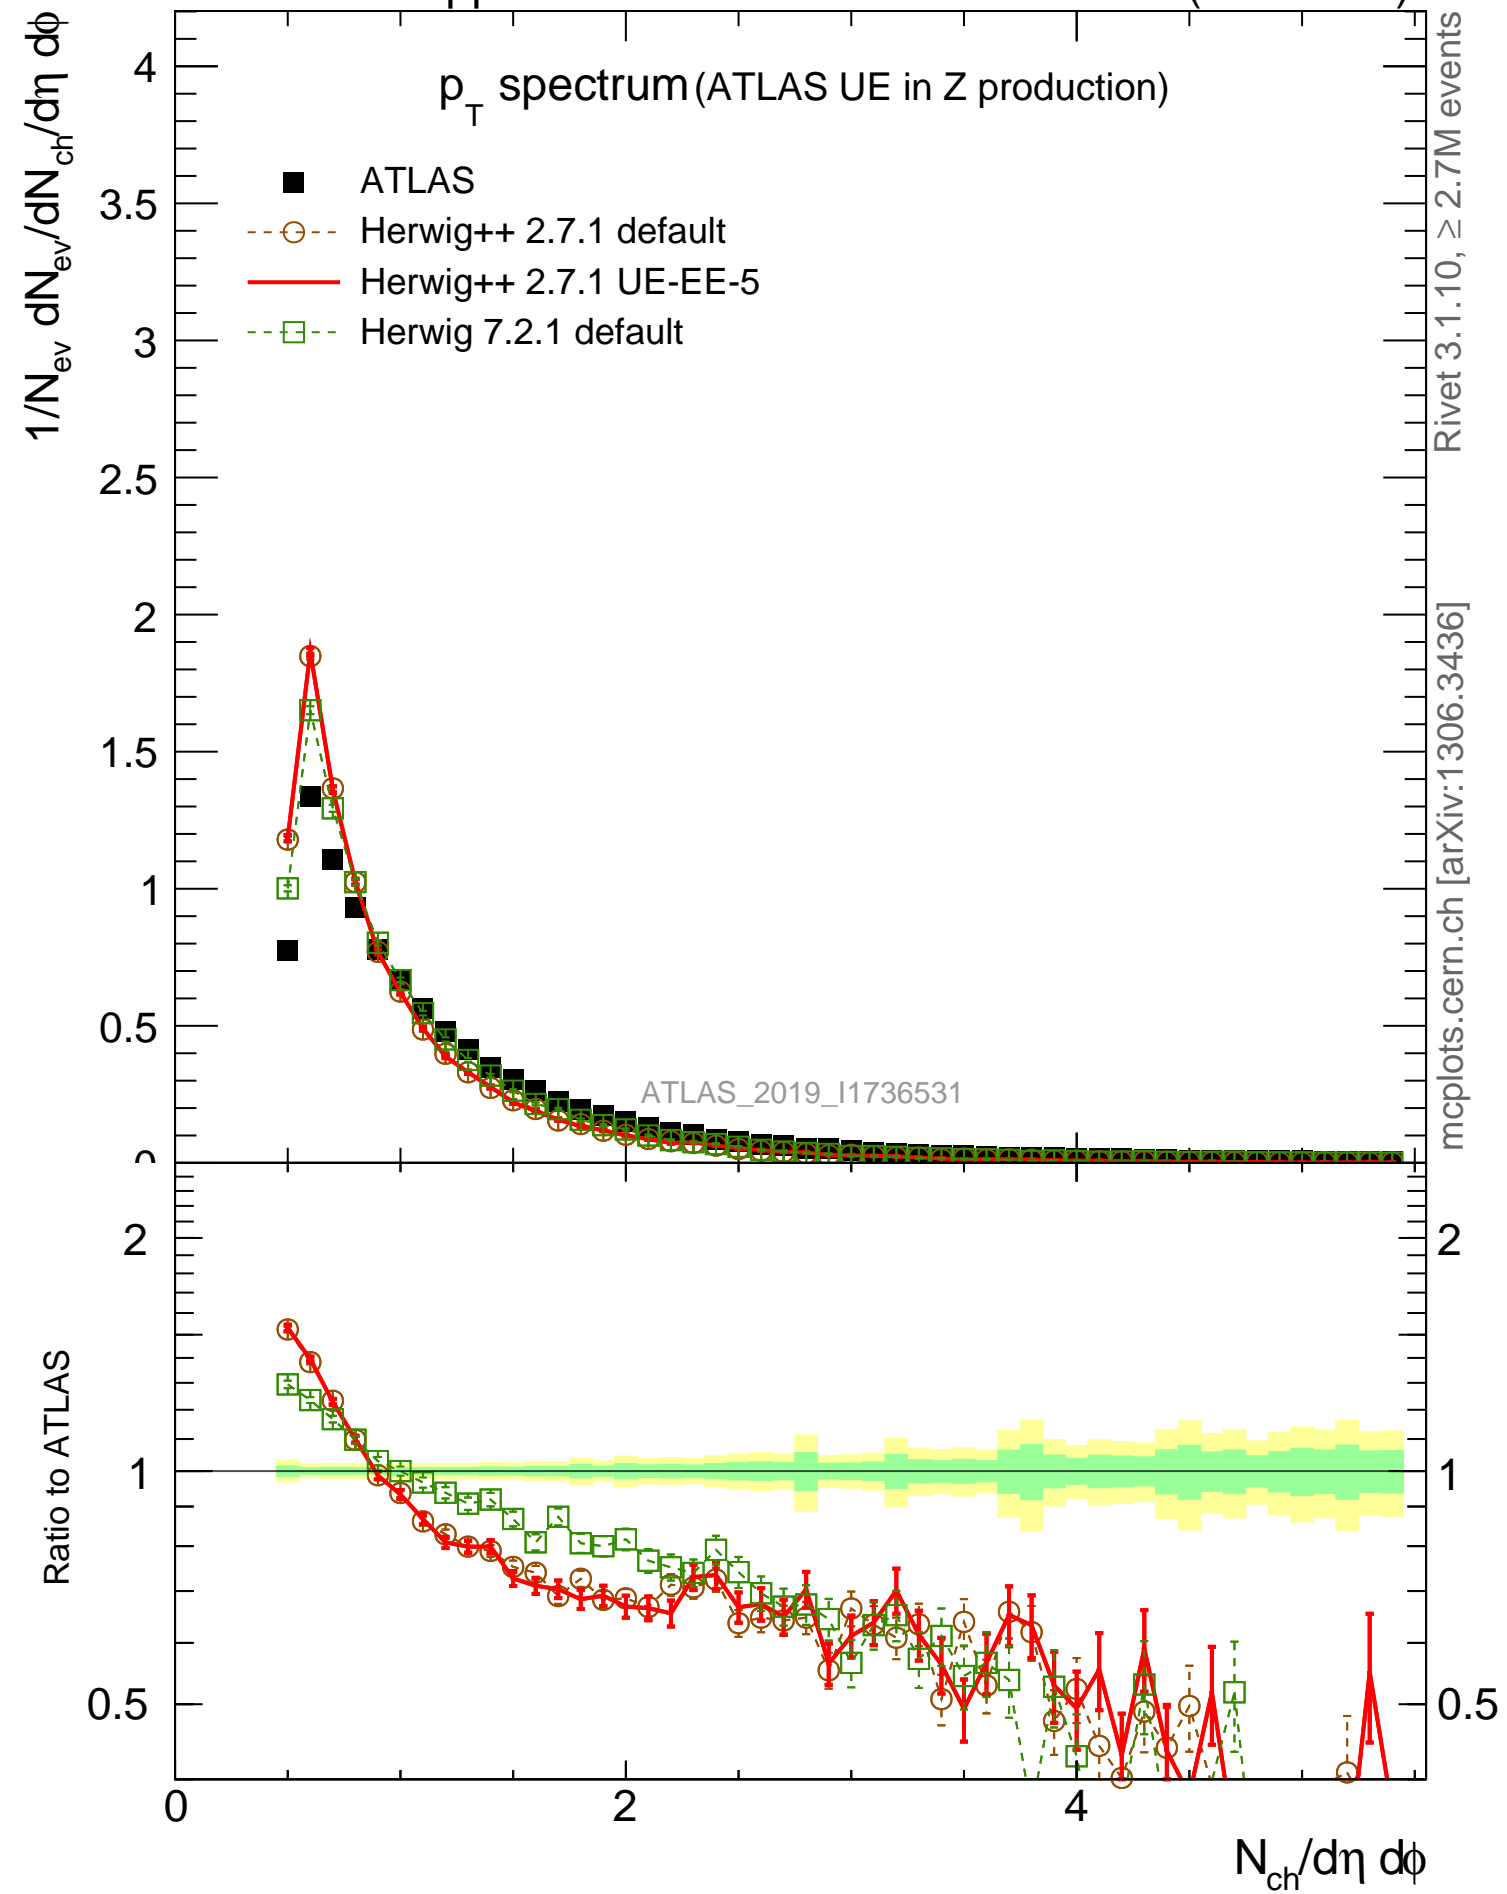 1/N_ev dN_ev/dN_ch/dη dϕ
p_T spectrum (ATLAS UE in Z production)
ATLAS
Herwig++ 2.7.1 default
Herwig++ 2.7.1 UE-EE-5
Herwig 7.2.1 default
4
3.5
3
2.5
2
1.5
1
0.5
0
ATLAS_2019_I1736531
Rivet 3.1.10, ≥ 2.7M events
mcplots.cern.ch [arXiv:1306.3436]
Ratio to ATLAS
2
1
0.5
2
1
0.5
0
2
4
N_ch/dη dϕ